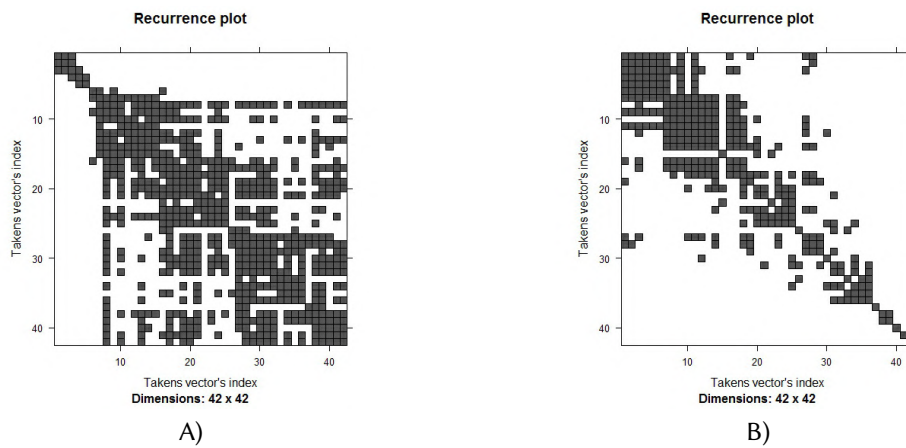 Recurrence plot
10
20
30
40
Takens vector's index
10 20 30 40
Takens vector's index
Dimensions: 42 x 42
A)
Recurrence plot
10
20
30
40
Takens vector's index
10 20 30 40
Takens vector's index
Dimensions: 42 x 42
B)